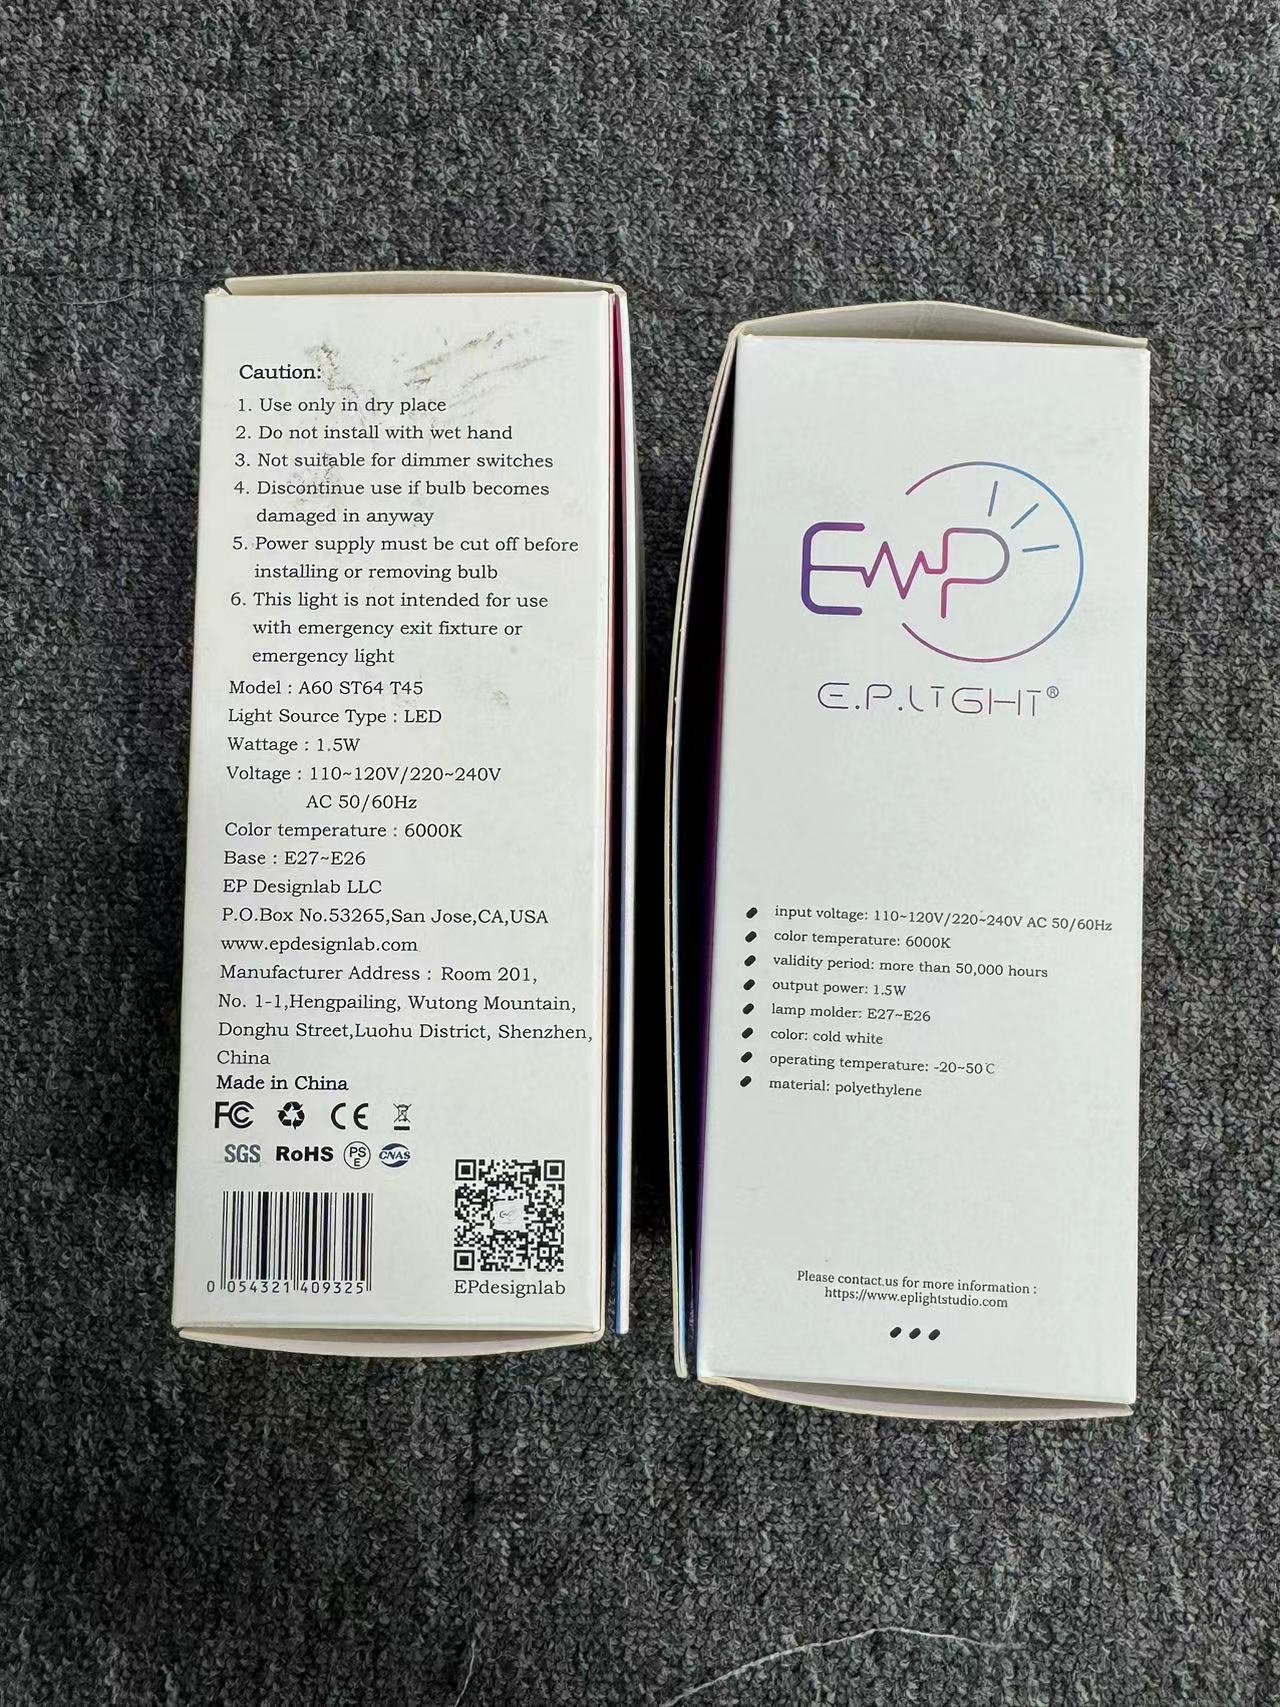 Caution:
1. Use only in dry place
2. Do not install with wet hand
3. Not suitable for dimmer switches
4. Discontinue use if bulb becomes
damaged in anyway
5. Power supply must be cut off before
installing or removing bulb
6. This light is not intended for use
with emergency exit fixture or
emergency light
Model : A60 ST64 T45
Light Source Type : LED
Wattage : 1.5W
Voltage : 110~120V/220~240V
AC 50/60Hz
Color temperature : 6000K
Base : E27~E26
EP Designlab LLC
P.O.Box No.53265,San Jose,CA,USA
www.epdesignlab.com
Manufacturer Address : Room 201,
No. 1-1,Hengpailing, Wutong Mountain,
Donghu Street,Luohu District, Shenzhen,
China
Made in China
FC CE
SGS RoHS PSE CNAS
0 054321 409325
EPdesignlab
EP
E.P.LIGHT®
input voltage: 110~120V/220~240V AC 50/60Hz
color temperature: 6000K
validity period: more than 50,000 hours
output power: 1.5W
lamp molder: E27~E26
color: cold white
operating temperature: -20~50℃
material: polyethylene
Please contact us for more information :
https://www.eplightstudio.com